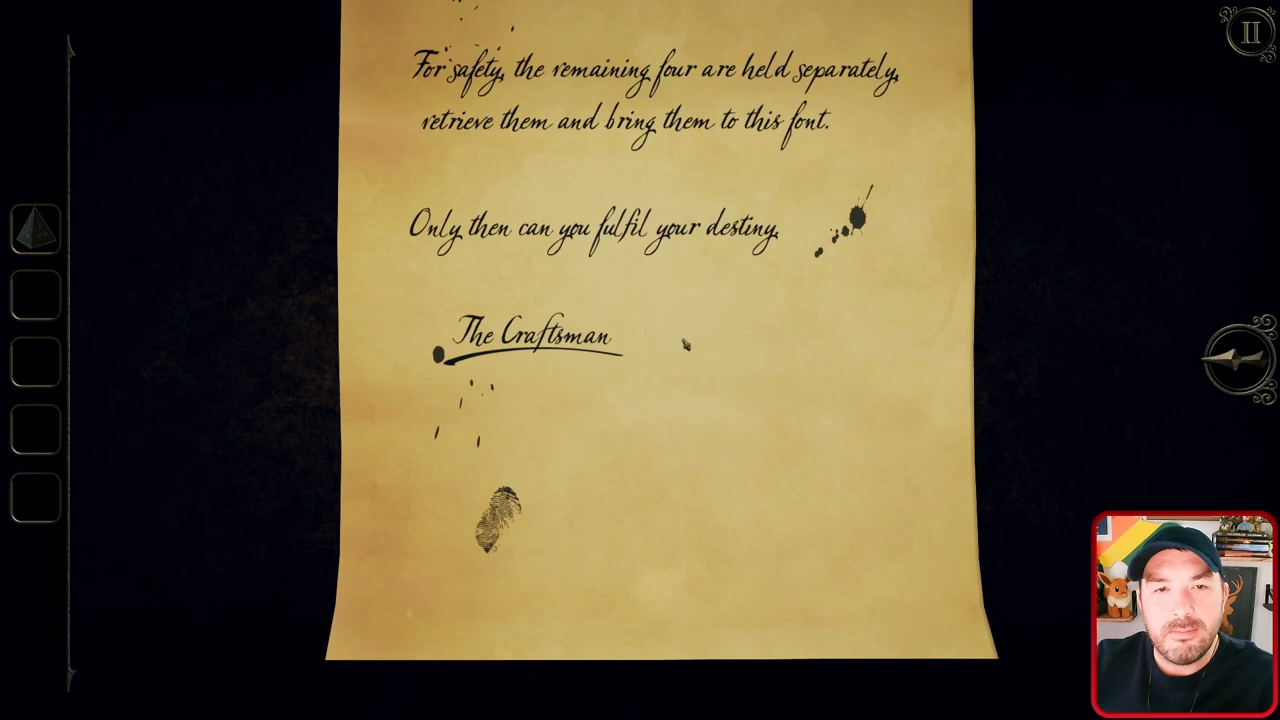 For safety, the remaining four are held separately,
retrieve them and bring them to this font.
Only then can you fulfil your destiny.
The Craftsman